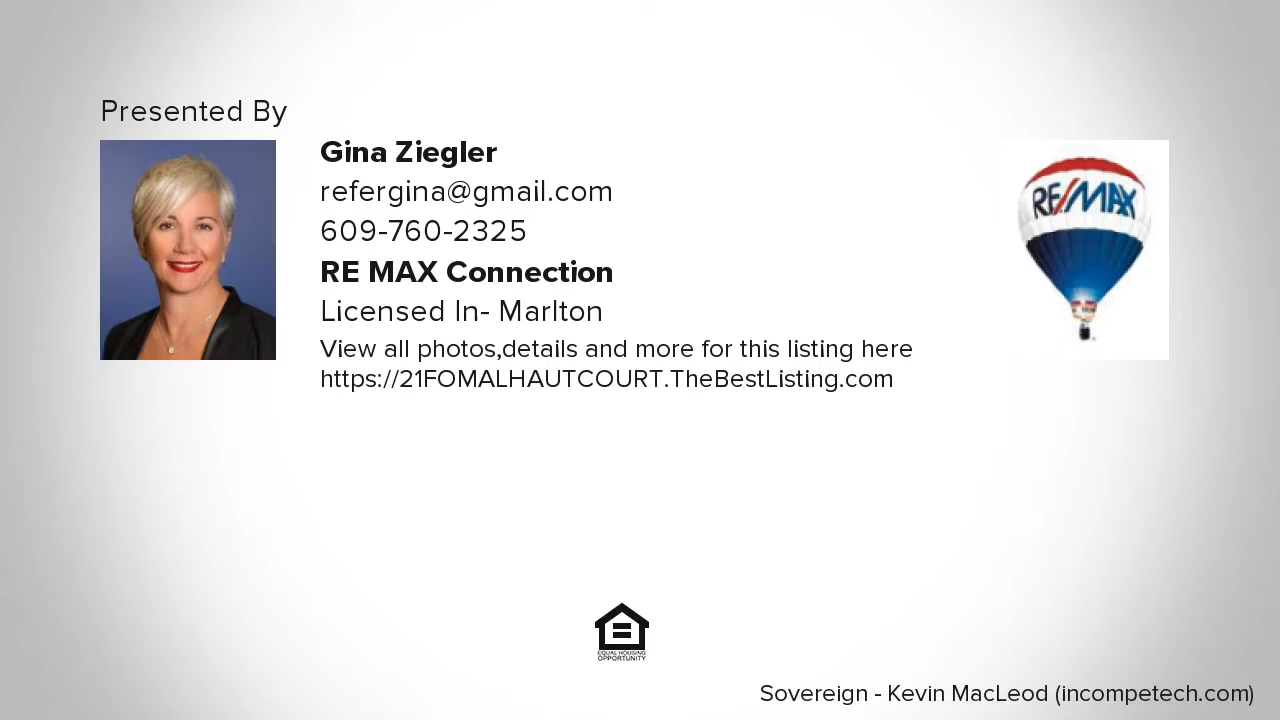 Presented By
Gina Ziegler
refergina@gmail.com
609-760-2325
RE MAX Connection
Licensed In- Marlton
View all photos,details and more for this listing here
https://21FOMALHAUTCOURT.TheBestListing.com
RE/MAX
EQUAL HOUSING
OPPORTUNITY
Sovereign - Kevin MacLeod (incompetech.com)